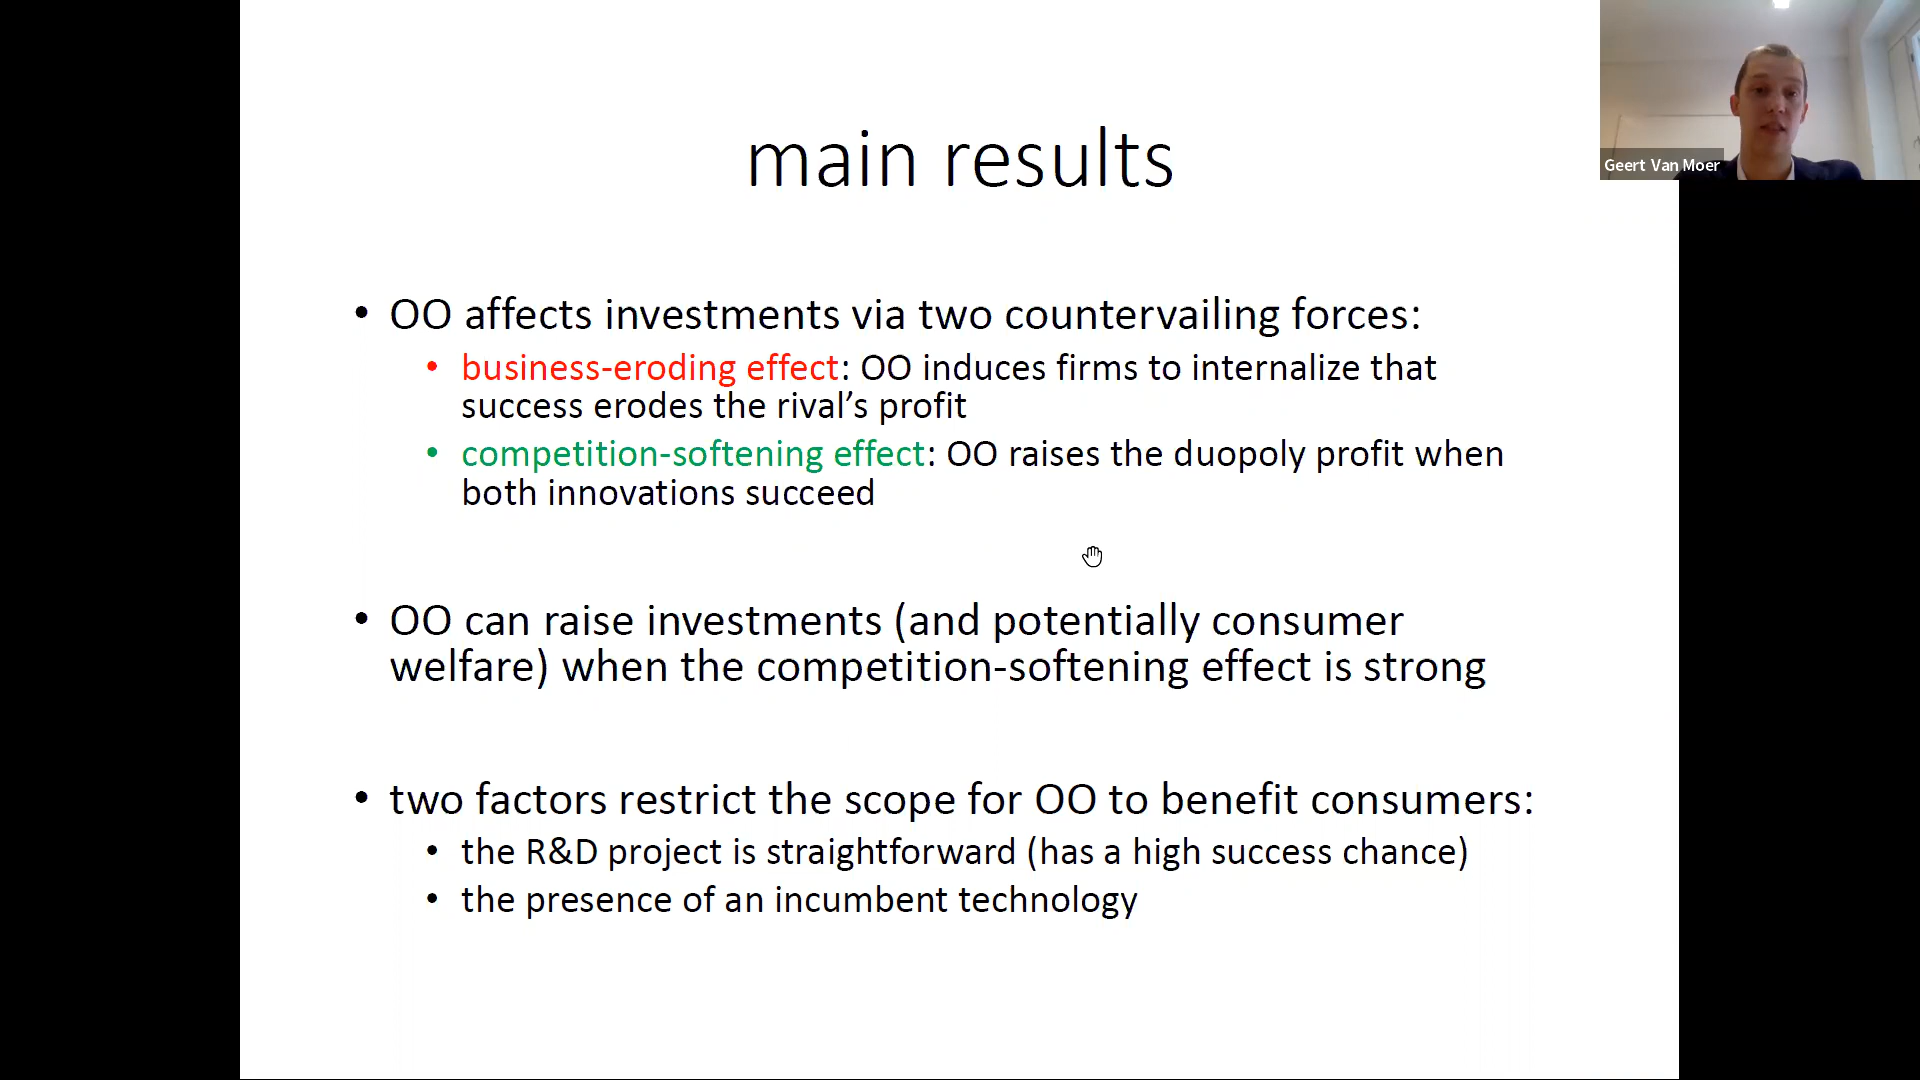 main results
Geert Van Moer
• OO affects investments via two countervailing forces:
• business-eroding effect: OO induces firms to internalize that
success erodes the rival’s profit
• competition-softening effect: OO raises the duopoly profit when
both innovations succeed
• OO can raise investments (and potentially consumer
welfare) when the competition-softening effect is strong
• two factors restrict the scope for OO to benefit consumers:
• the R&D project is straightforward (has a high success chance)
• the presence of an incumbent technology